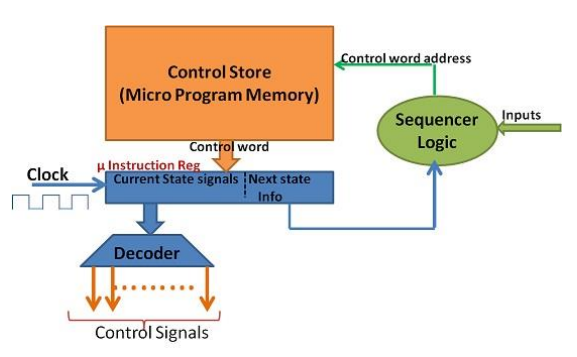 Control Store
(Micro Program Memory)
Control word address
Sequencer
Logic
Inputs
Control word
μ Instruction Reg
Clock
Current State signals
Next state
Info
Decoder
Control Signals